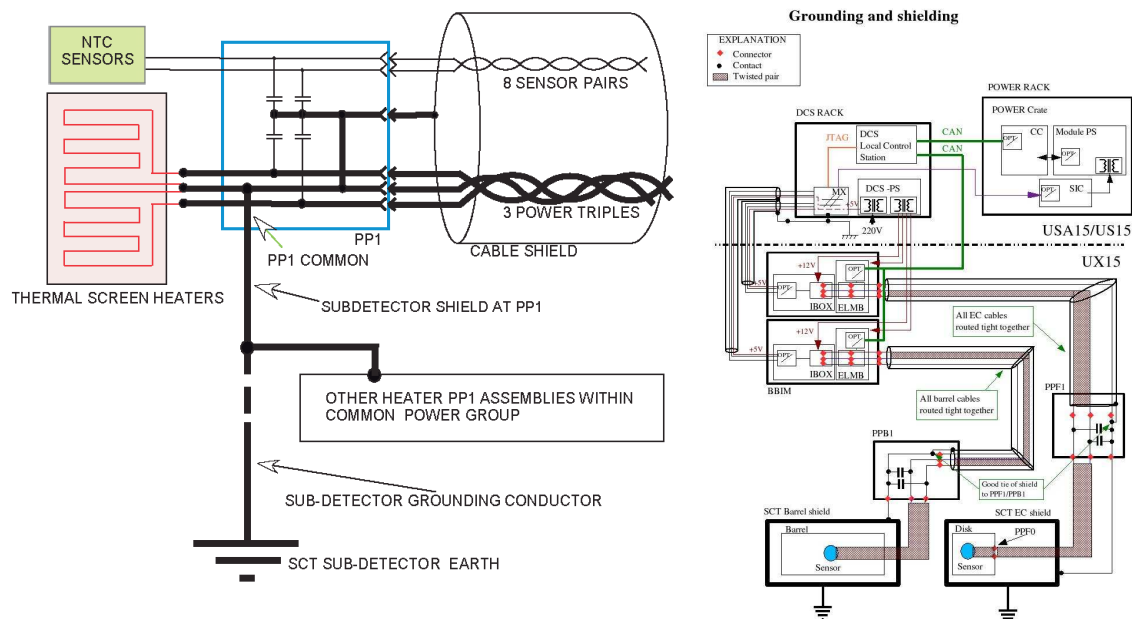 NTC
SENSORS
8 SENSOR PAIRS
3 POWER TRIPLES
PP1
CABLE SHIELD
PP1 COMMON
THERMAL SCREEN HEATERS
SUBDETECTOR SHIELD AT PP1
OTHER HEATER PP1 ASSEMBLIES WITHIN
COMMON POWER GROUP
SUB-DETECTOR GROUNDING CONDUCTOR
SCT SUB-DETECTOR EARTH
Grounding and shielding
EXPLANATION
Connector
Contact
Twisted pair
POWER RACK
POWER Crate
CC
Module PS
OPT
OPT
OPT
SIC
DCS RACK
DCS
Local Control
Station
JTAG
CAN
CAN
MX
+5V
DCS -PS
220V
USA15/US15
UX15
+12V
OPT
+5V
OPT
IBOX
ELMB
+12V
OPT
+5V
OPT
IBOX
ELMB
BBIM
All EC cables
routed tight together
All barrel cables
routed tight together
PPF1
PPB1
Good tie of shield
to PPF1/PPB1
SCT Barrel shield
Barrel
Sensor
SCT EC shield
Disk
PPF0
Sensor